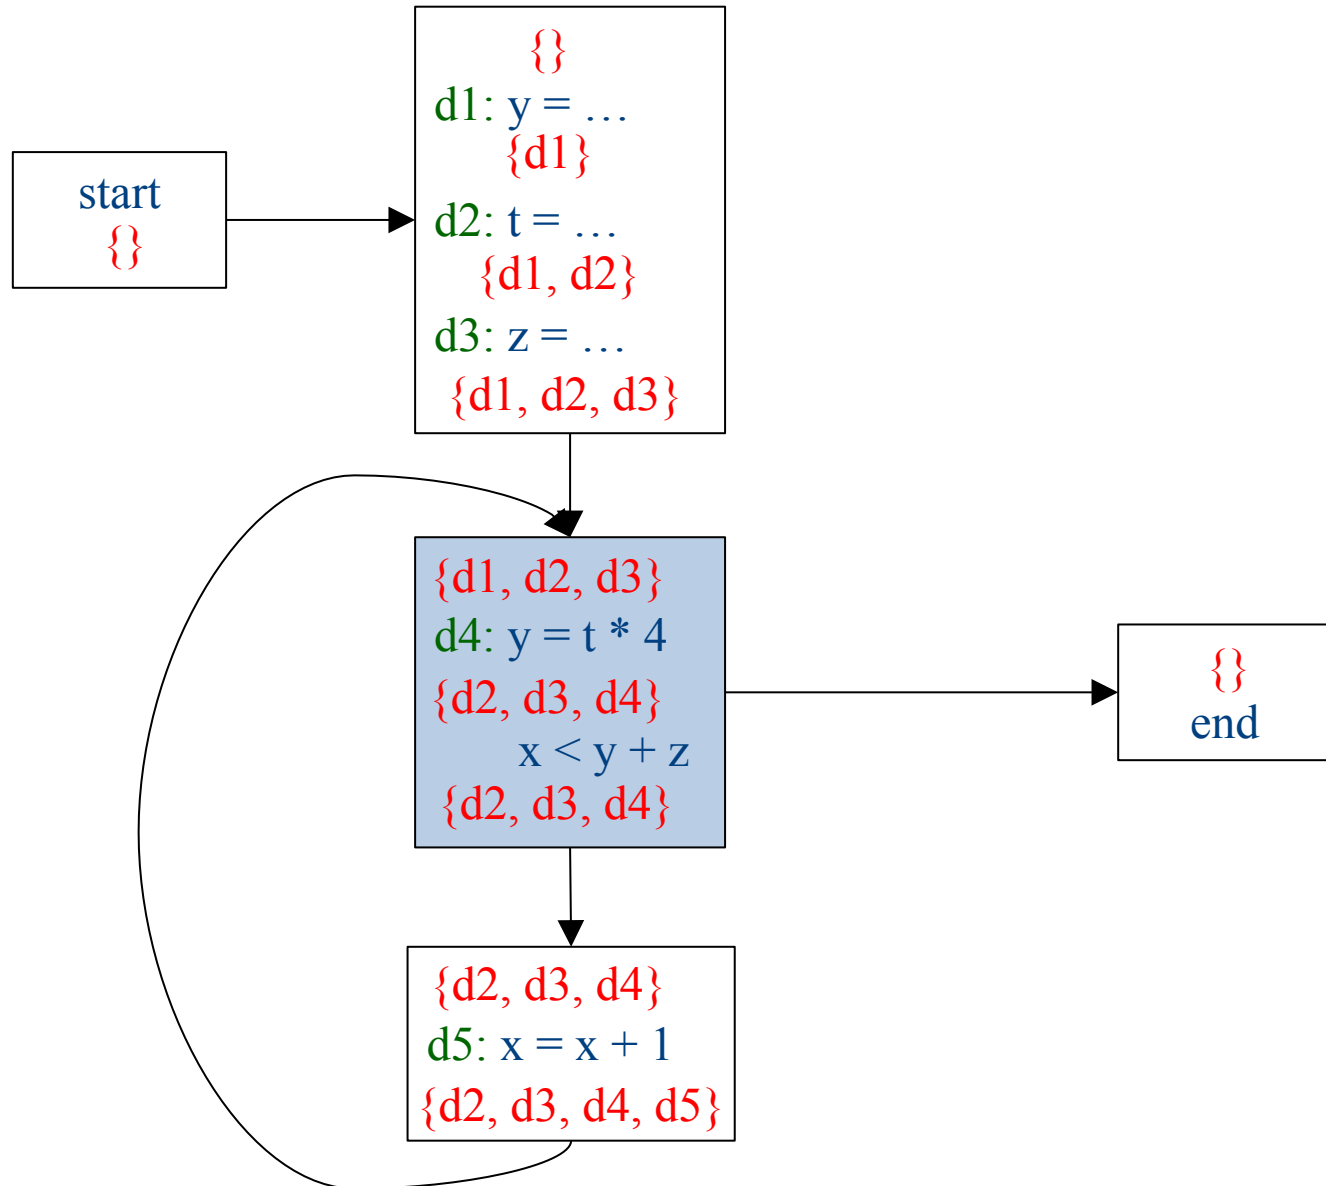 start
{}
{}
d1: y = …
{d1}
d2: t = …
{d1, d2}
d3: z = …
{d1, d2, d3}
{d1, d2, d3}
d4: y = t * 4
{d2, d3, d4}
x < y + z
{d2, d3, d4}
{}
end
{d2, d3, d4}
d5: x = x + 1
{d2, d3, d4, d5}